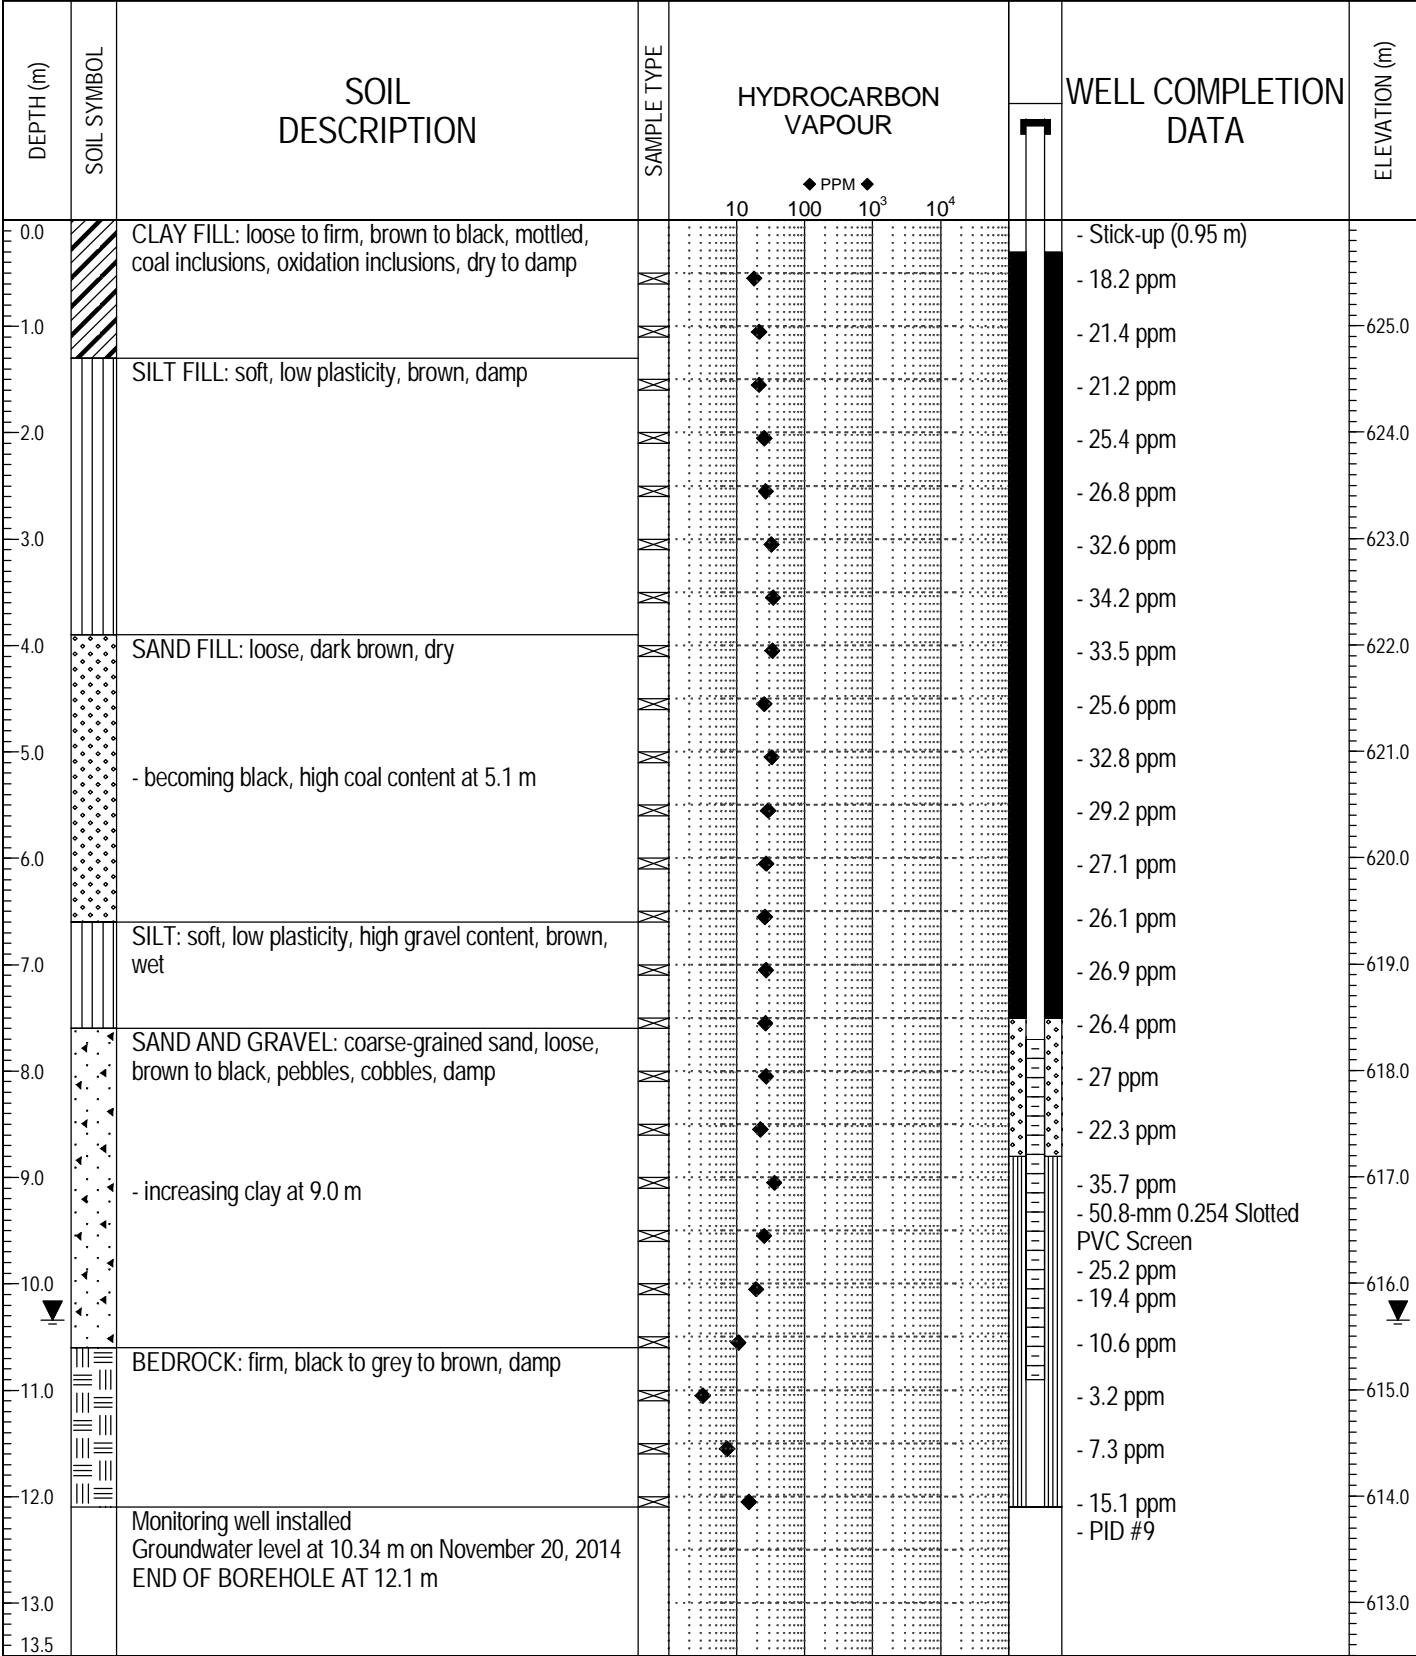 DEPTH (m)
SOIL SYMBOL
SOIL
DESCRIPTION
SAMPLE TYPE
HYDROCARBON
VAPOUR
◆ PPM ◆
10 100 10³ 10⁴
WELL COMPLETION
DATA
ELEVATION (m)
0.0
1.0
2.0
3.0
4.0
5.0
6.0
7.0
8.0
9.0
10.0
11.0
12.0
13.0
13.5
CLAY FILL: loose to firm, brown to black, mottled,
coal inclusions, oxidation inclusions, dry to damp
SILT FILL: soft, low plasticity, brown, damp
SAND FILL: loose, dark brown, dry
- becoming black, high coal content at 5.1 m
SILT: soft, low plasticity, high gravel content, brown,
wet
SAND AND GRAVEL: coarse-grained sand, loose,
brown to black, pebbles, cobbles, damp
- increasing clay at 9.0 m
BEDROCK: firm, black to grey to brown, damp
Monitoring well installed
Groundwater level at 10.34 m on November 20, 2014
END OF BOREHOLE AT 12.1 m
- Stick-up (0.95 m)
- 18.2 ppm
- 21.4 ppm
- 21.2 ppm
- 25.4 ppm
- 26.8 ppm
- 32.6 ppm
- 34.2 ppm
- 33.5 ppm
- 25.6 ppm
- 32.8 ppm
- 29.2 ppm
- 27.1 ppm
- 26.1 ppm
- 26.9 ppm
- 26.4 ppm
- 27 ppm
- 22.3 ppm
- 35.7 ppm
- 50.8-mm 0.254 Slotted
PVC Screen
- 25.2 ppm
- 19.4 ppm
- 10.6 ppm
- 3.2 ppm
- 7.3 ppm
- 15.1 ppm
- PID #9
625.0
624.0
623.0
622.0
621.0
620.0
619.0
618.0
617.0
616.0
615.0
614.0
613.0